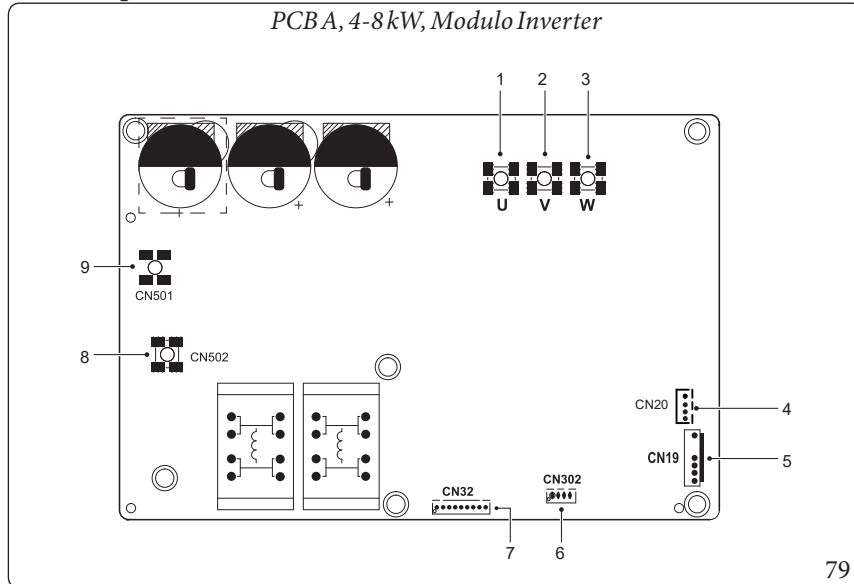 PCB A, 4-8 kW, Modulo Inverter
1 2 3
U V W
+ + +
9
CN501
8
CN502
CN20
4
CN19
5
CN32
CN302
7
6
79